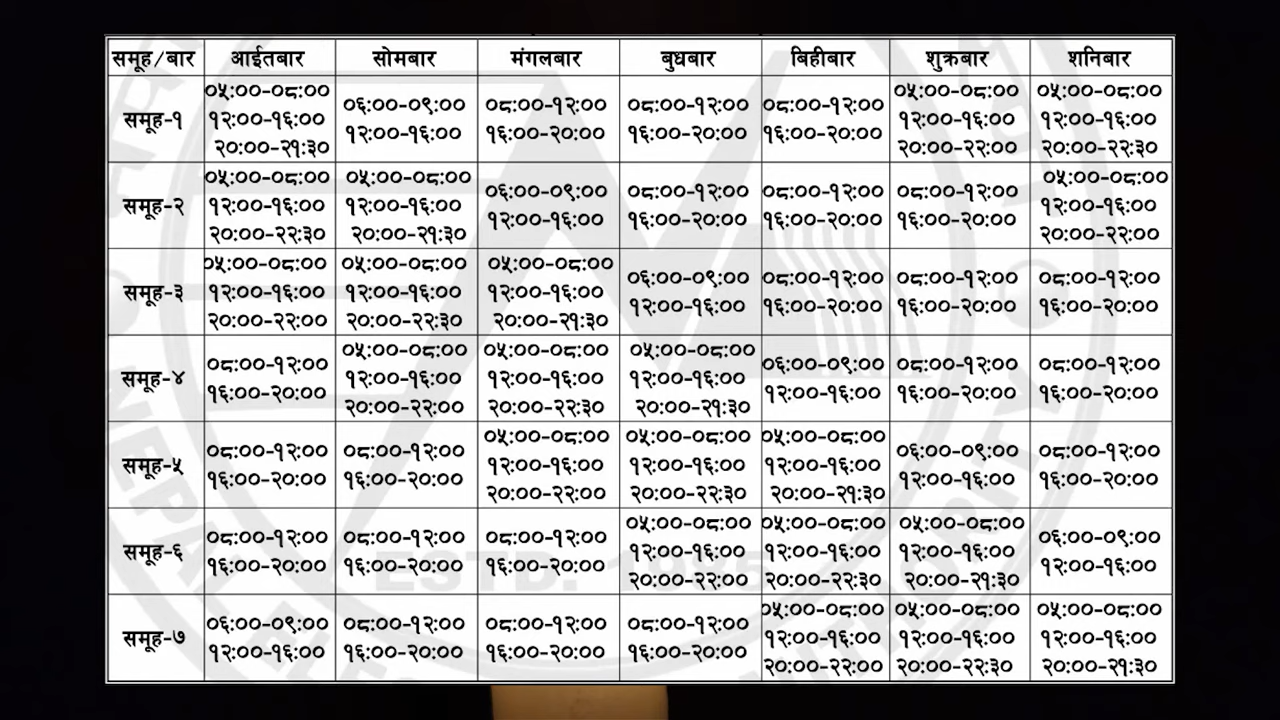 समूह/बार आईतबार सोमबार मंगलबार बुधबार बिहीबार शुक्रबार शनिबार
समूह-१ ०५:००-०८:०० १२:००-१६:०० २०:००-२१:३० ०६:००-०९:०० १२:००-१६:०० ०८:००-१२:०० १६:००-२०:०० ०८:००-१२:०० १६:००-२०:०० ०८:००-१२:०० १६:००-२०:०० ०५:००-०८:०० १२:००-१६:०० २०:००-२२:०० ०५:००-०८:०० १२:००-१६:०० २०:००-२२:३०
समूह-२ ०५:००-०८:०० १२:००-१६:०० २०:००-२२:३० ०५:००-०८:०० १२:००-१६:०० २०:००-२१:३० ०६:००-०९:०० १२:००-१६:०० ०८:००-१२:०० १६:००-२०:०० ०८:००-१२:०० १६:००-२०:०० ०८:००-१२:०० १६:००-२०:०० ०५:००-०८:०० १२:००-१६:०० २०:००-२२:००
समूह-३ ०५:००-०८:०० १२:००-१६:०० २०:००-२२:०० ०५:००-०८:०० १२:००-१६:०० २०:००-२२:३० ०५:००-०८:०० १२:००-१६:०० २०:००-२१:३० ०६:००-०९:०० १२:००-१६:०० ०८:००-१२:०० १६:००-२०:०० ०८:००-१२:०० १६:००-२०:०० ०८:००-१२:०० १६:००-२०:००
समूह-४ ०८:००-१२:०० १६:००-२०:०० ०५:००-०८:०० १२:००-१६:०० २०:००-२२:०० ०५:००-०८:०० १२:००-१६:०० २०:००-२२:३० ०५:००-०८:०० १२:००-१६:०० २०:००-२१:३० ०६:००-०९:०० १२:००-१६:०० ०८:००-१२:०० १६:००-२०:०० ०८:००-१२:०० १६:००-२०:००
समूह-५ ०८:००-१२:०० १६:००-२०:०० ०८:००-१२:०० १६:००-२०:०० ०५:००-०८:०० १२:००-१६:०० २०:००-२२:०० ०५:००-०८:०० १२:००-१६:०० २०:००-२२:३० ०५:००-०८:०० १२:००-१६:०० २०:००-२१:३० ०६:००-०९:०० १२:००-१६:०० ०८:००-१२:०० १६:००-२०:००
समूह-६ ०८:००-१२:०० १६:००-२०:०० ०८:००-१२:०० १६:००-२०:०० ०८:००-१२:०० १६:००-२०:०० ०५:००-०८:०० १२:००-१६:०० २०:००-२२:०० ०५:००-०८:०० १२:००-१६:०० २०:००-२२:३० ०५:००-०८:०० १२:००-१६:०० २०:००-२१:३० ०६:००-०९:०० १२:००-१६:००
समूह-७ ०६:००-०९:०० १२:००-१६:०० ०८:००-१२:०० १६:००-२०:०० ०८:००-१२:०० १६:००-२०:०० ०८:००-१२:०० १६:००-२०:०० ०५:००-०८:०० १२:००-१६:०० २०:००-२२:०० ०५:००-०८:०० १२:००-१६:०० २०:००-२२:३० ०५:००-०८:०० १२:००-१६:०० २०:००-२१:३०
ESTD. 1985
NEPAL